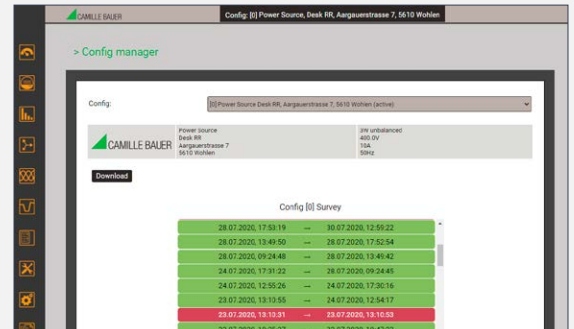 CAMILLE BAUER
Config: [0] Power Source, Desk RR, Aargauerstrasse 7, 5610 Wohlen
> Config manager
Config:
[0] Power Source Desk RR, Aargauerstrasse 7, 5610 Wohlen (active)
CAMILLE BAUER
Power Source
Desk RR
Aargauerstrasse 7
5610 Wohlen
3W unbalanced
400.0V
10A
50Hz
Download
Config [0] Survey
28.07.2020, 17:53:19 → 30.07.2020, 12:59:22
28.07.2020, 13:49:50 → 28.07.2020, 17:52:54
28.07.2020, 09:24:48 → 28.07.2020, 13:49:42
24.07.2020, 17:31:22 → 28.07.2020, 09:24:45
24.07.2020, 12:55:26 → 24.07.2020, 17:30:16
23.07.2020, 13:10:55 → 24.07.2020, 12:54:17
23.07.2020, 13:10:31 → 23.07.2020, 13:10:53